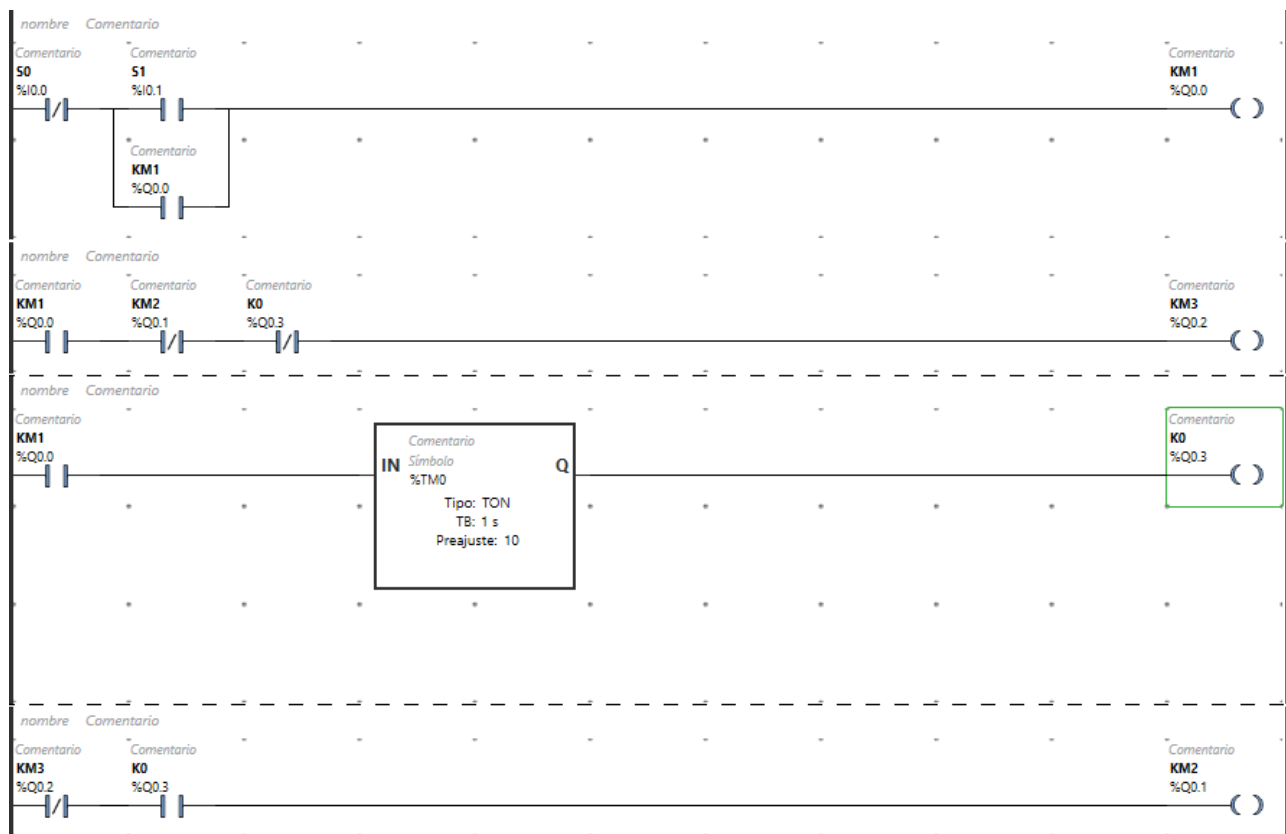 nombre Comentario
Comentario Comentario Comentario
S0 S1 KM1
%I0.0 %I0.1 %Q0.0
Comentario
KM1
%Q0.0
nombre Comentario
Comentario Comentario Comentario Comentario
KM1 KM2 K0 KM3
%Q0.0 %Q0.1 %Q0.3 %Q0.2
nombre Comentario
Comentario Comentario
KM1 K0
%Q0.0 %Q0.3
Comentario
IN Símbolo Q
%TM0
Tipo: TON
TB: 1 s
Preajuste: 10
nombre Comentario
Comentario Comentario Comentario
KM3 K0 KM2
%Q0.2 %Q0.3 %Q0.1